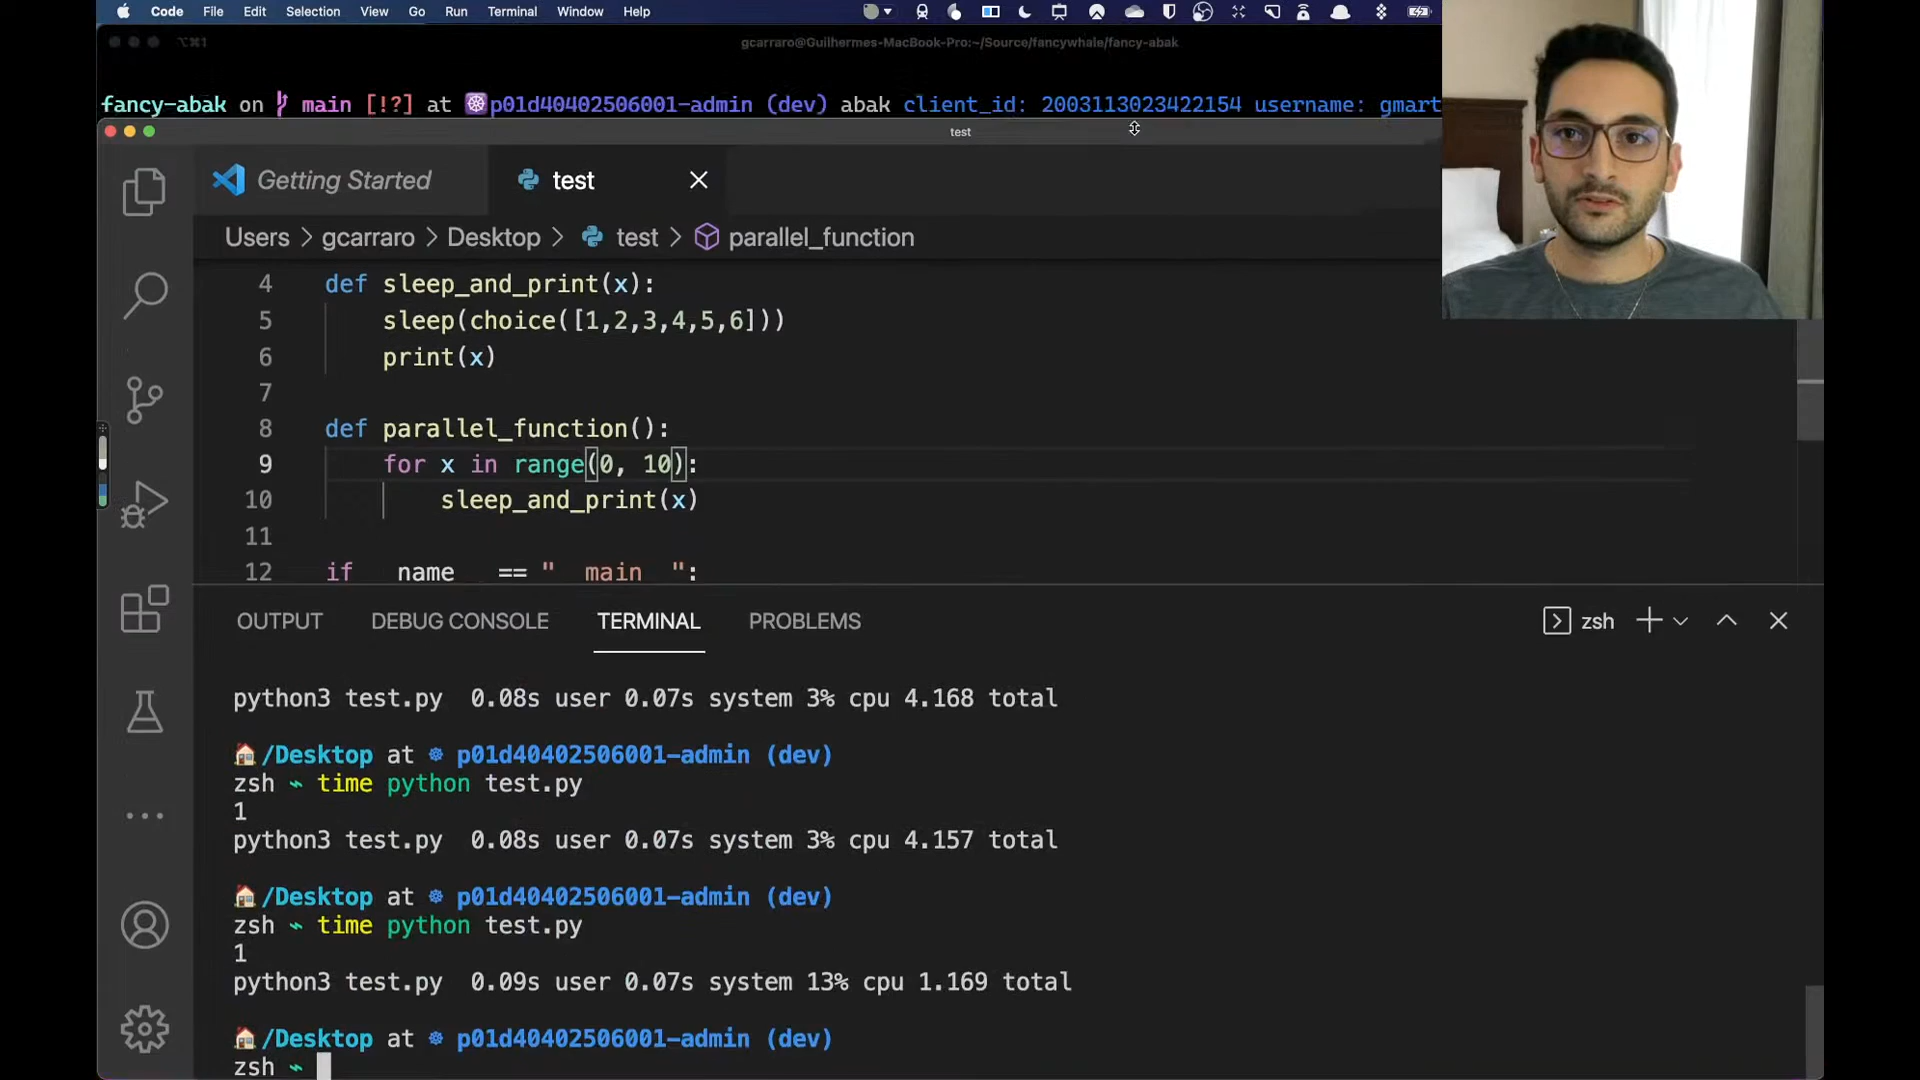 Code File Edit Selection View Go Run Terminal Window Help
⌥⌘1 gcarraro@Guilhermes-MacBook-Pro:~/Source/fancywhale/fancy-abak
fancy-abak on main [!?] at p01d40402506001-admin (dev) abak client_id: 2003113023422154 username: gmart
test
Getting Started test
Users > gcarraro > Desktop > test > parallel_function
4 def sleep_and_print(x):
5 sleep(choice([1,2,3,4,5,6]))
6 print(x)
7
8 def parallel_function():
9 for x in range(0, 10):
10 sleep_and_print(x)
11
12 if __name__ == "__main__":
OUTPUT DEBUG CONSOLE TERMINAL PROBLEMS zsh
python3 test.py 0.08s user 0.07s system 3% cpu 4.168 total
/Desktop at p01d40402506001-admin (dev)
zsh time python test.py
1
python3 test.py 0.08s user 0.07s system 3% cpu 4.157 total
/Desktop at p01d40402506001-admin (dev)
zsh time python test.py
1
python3 test.py 0.09s user 0.07s system 13% cpu 1.169 total
/Desktop at p01d40402506001-admin (dev)
zsh